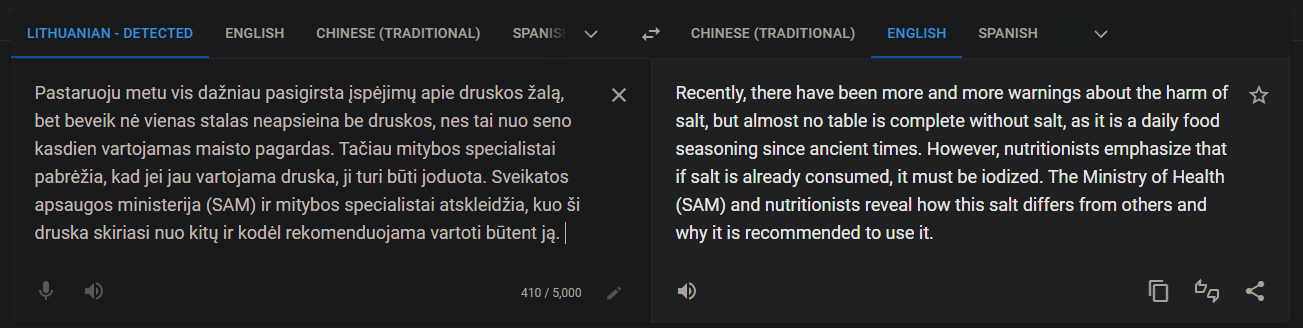 LITHUANIAN - DETECTED ENGLISH CHINESE (TRADITIONAL) SPANISH CHINESE (TRADITIONAL) ENGLISH SPANISH
Pastaruoju metu vis dažniau pasigirsta įspėjimų apie druskos žalą,
bet beveik nė vienas stalas neapsieina be druskos, nes tai nuo seno
kasdien vartojamas maisto pagardas. Tačiau mitybos specialistai
pabrėžia, kad jei jau vartojama druska, ji turi būti joduota. Sveikatos
apsaugos ministerija (SAM) ir mitybos specialistai atskleidžia, kuo ši
druska skiriasi nuo kitų ir kodėl rekomenduojama vartoti būtent ją.
410 / 5,000
Recently, there have been more and more warnings about the harm of
salt, but almost no table is complete without salt, as it is a daily food
seasoning since ancient times. However, nutritionists emphasize that
if salt is already consumed, it must be iodized. The Ministry of Health
(SAM) and nutritionists reveal how this salt differs from others and
why it is recommended to use it.